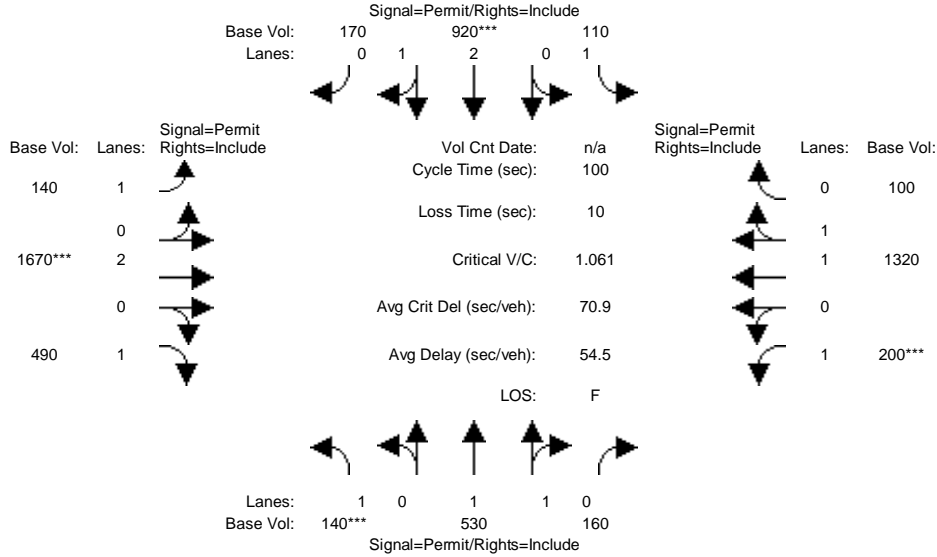 Signal=Permit/Rights=Include
Base Vol: 170 920*** 110
Lanes: 0 1 2 0 1
Signal=Permit
Base Vol: Lanes: Rights=Include
Vol Cnt Date: n/a
Signal=Permit
Rights=Include Lanes: Base Vol:
Cycle Time (sec): 100
140 1
0 100
Loss Time (sec): 10
0
1
1670*** 2
Critical V/C: 1.061
1 1320
0
Avg Crit Del (sec/veh): 70.9
0
490 1
Avg Delay (sec/veh): 54.5
1 200***
LOS: F
Lanes: 1 0 1 1 0
Base Vol: 140*** 530 160
Signal=Permit/Rights=Include